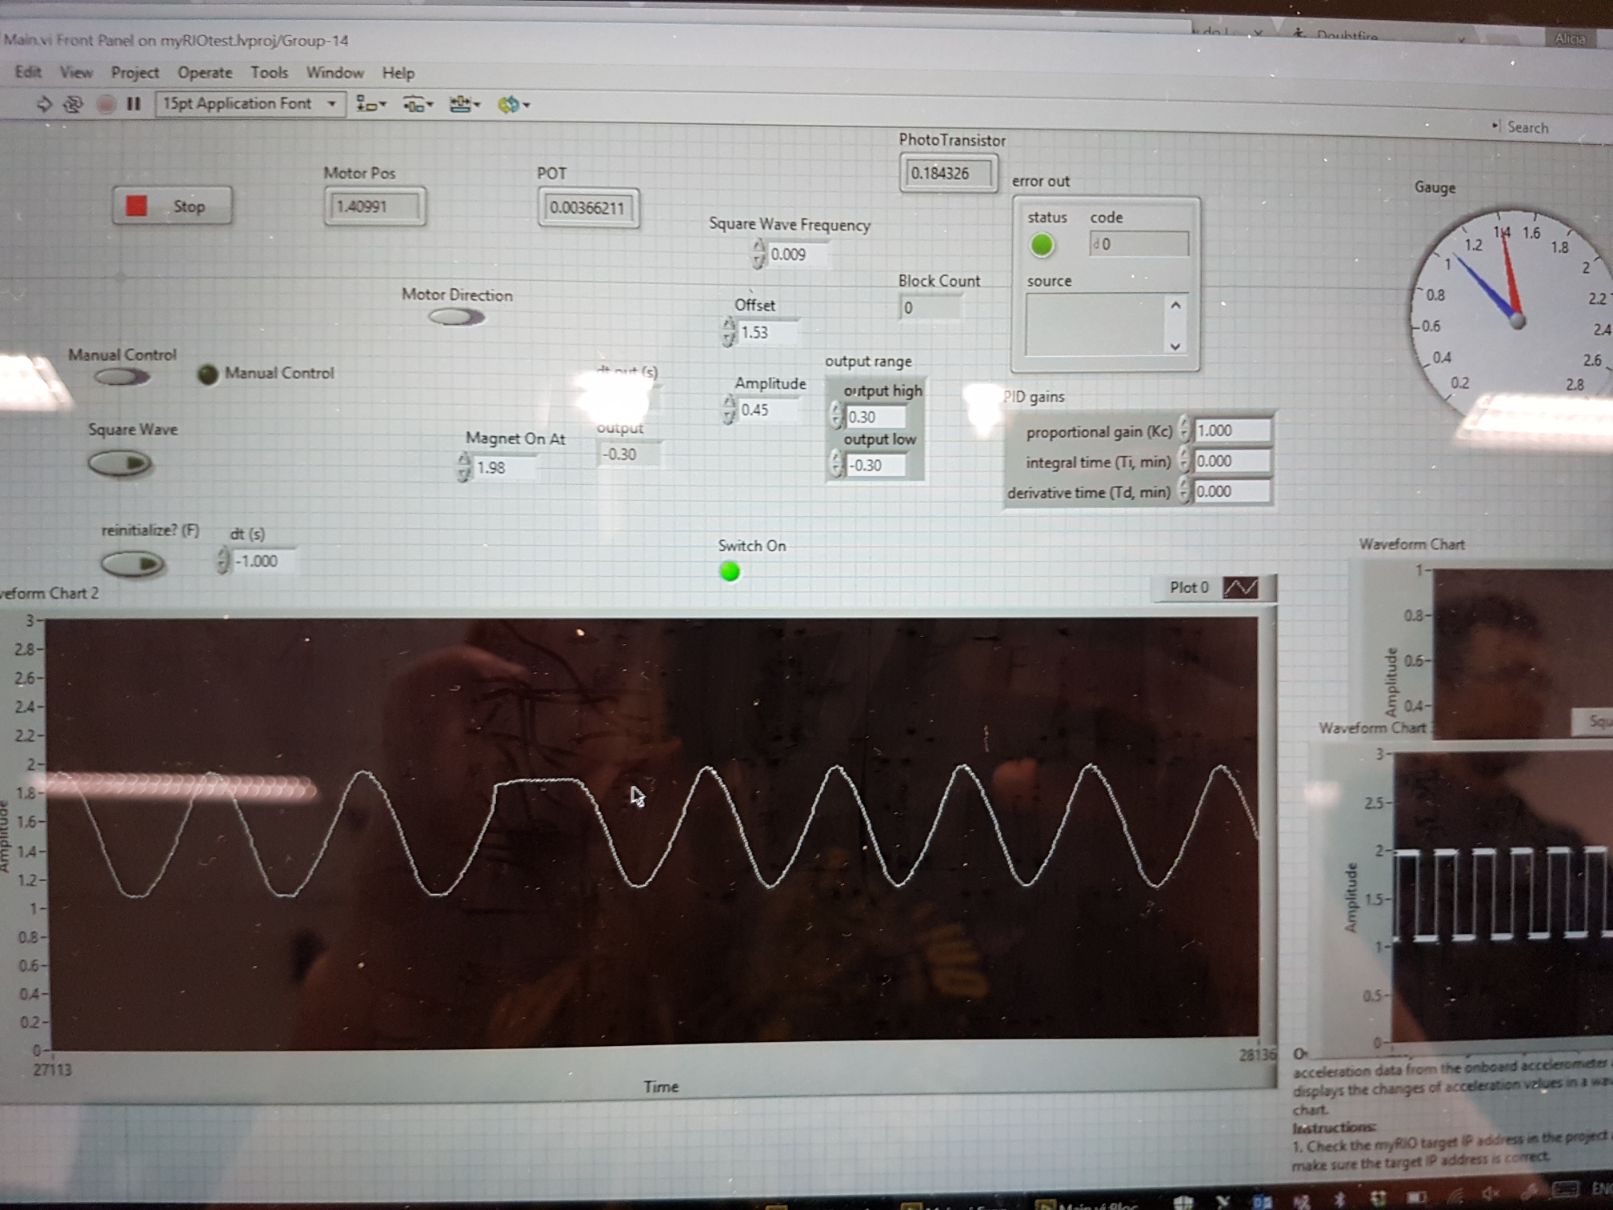 Doubtfire
Alicia
Main.vi Front Panel on myRIOtest.lvproj/Group-14
Edit View Project Operate Tools Window Help
15pt Application Font
Search
PhotoTransistor
0.184326
Motor Pos
1.40991
POT
0.00366211
Stop
error out
status code
d 0
source
Gauge
0.2
0.4
0.6
0.8
1
1.2
1.4
1.6
1.8
2
2.2
2.4
2.6
2.8
Square Wave Frequency
0.009
Block Count
0
Motor Direction
Offset
1.53
Manual Control
Manual Control
dt out (s)
output range
Amplitude
0.45
output high
0.30
output low
-0.30
PID gains
proportional gain (Kc) 1.000
integral time (Ti, min) 0.000
derivative time (Td, min) 0.000
Square Wave
Magnet On At
1.98
output
-0.30
reinitialize? (F)
dt (s)
-1.000
Switch On
Waveform Chart
1
0.8
0.6
0.4
Amplitude
veform Chart 2
Plot 0
3
2.8
2.6
2.4
2.2
2
1.8
1.6
1.4
1.2
1
0.8
0.6
0.4
0.2
0
Amplitude
27113
28136
Time
Waveform Chart
Squ
3
2.5
2
1.5
1
0.5
0
Amplitude
acceleration data from the onboard accelerometer
displays the changes of acceleration values in a wav
chart.
Instructions:
1. Check the myRIO target IP address in the project
make sure the target IP address is correct.
ENG